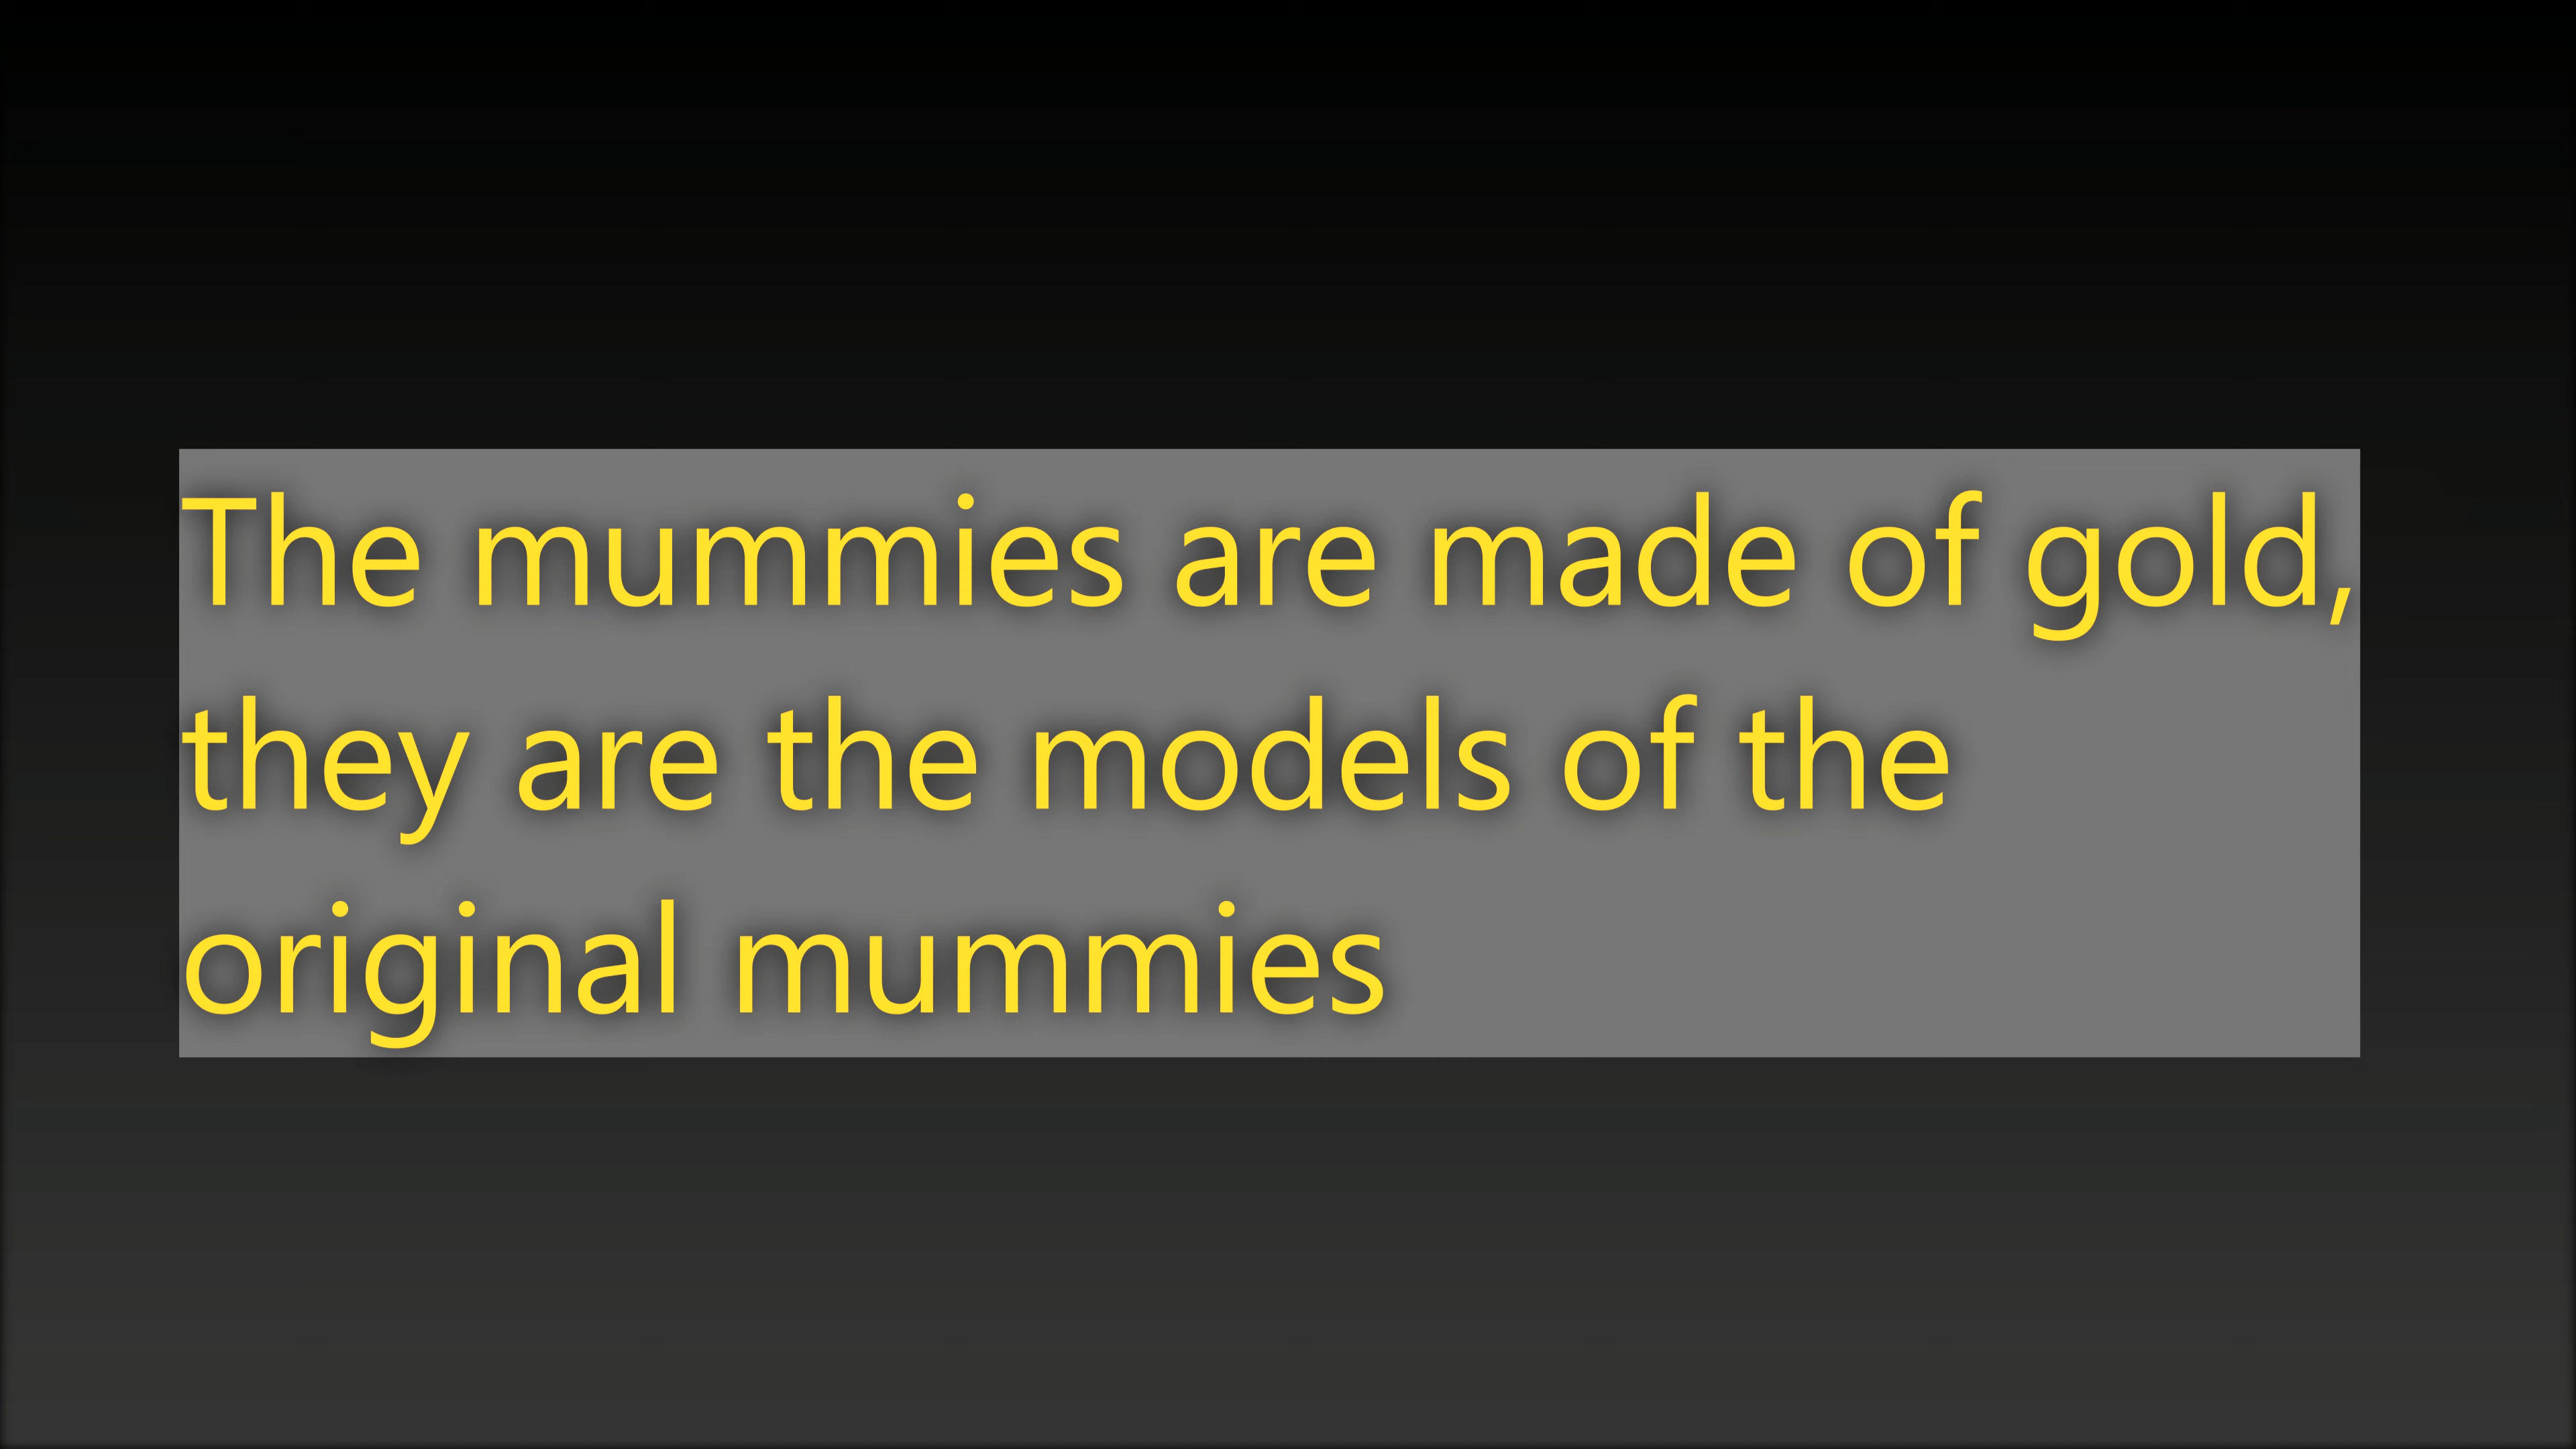 The mummies are made of gold,
they are the models of the
original mummies